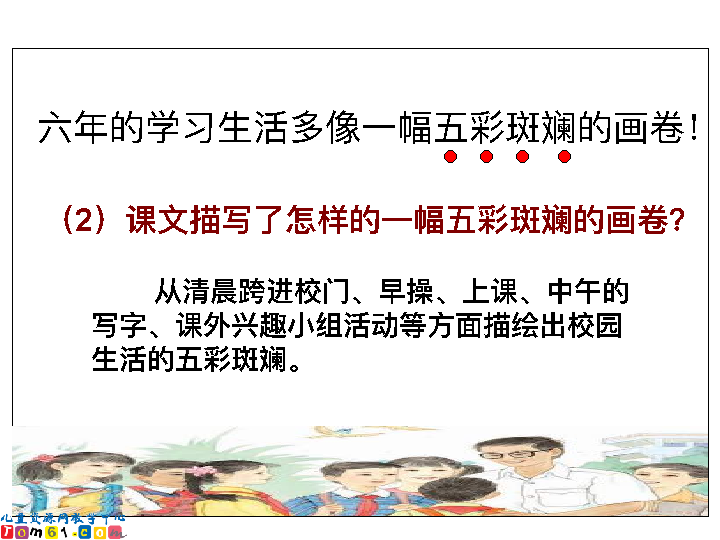 六年的学习生活多像一幅五彩斑斓的画卷!
（2）课文描写了怎样的一幅五彩斑斓的画卷?
从清晨跨进校门、早操、上课、中午的
写字、课外兴趣小组活动等方面描绘出校园
生活的五彩斑斓。
儿童资源网教学中心
Tom61.com